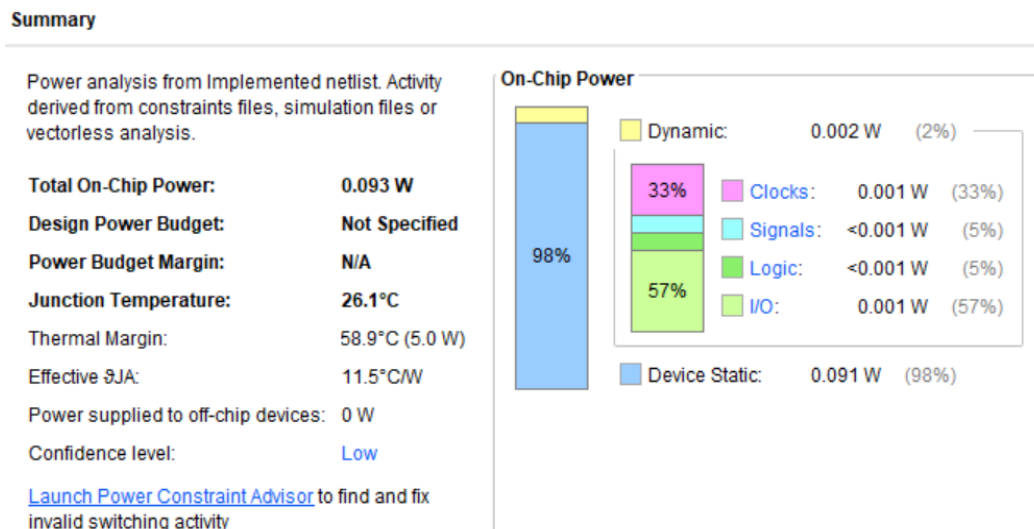 Summary
Power analysis from Implemented netlist. Activity
derived from constraints files, simulation files or
vectorless analysis.
Total On-Chip Power: 0.093 W
Design Power Budget: Not Specified
Power Budget Margin: N/A
Junction Temperature: 26.1°C
Thermal Margin: 58.9°C (5.0 W)
Effective ϑJA: 11.5°C/W
Power supplied to off-chip devices: 0 W
Confidence level: Low
Launch Power Constraint Advisor to find and fix
invalid switching activity
On-Chip Power
98%
Dynamic: 0.002 W (2%)
33%
57%
Clocks: 0.001 W (33%)
Signals: <0.001 W (5%)
Logic: <0.001 W (5%)
I/O: 0.001 W (57%)
Device Static: 0.091 W (98%)